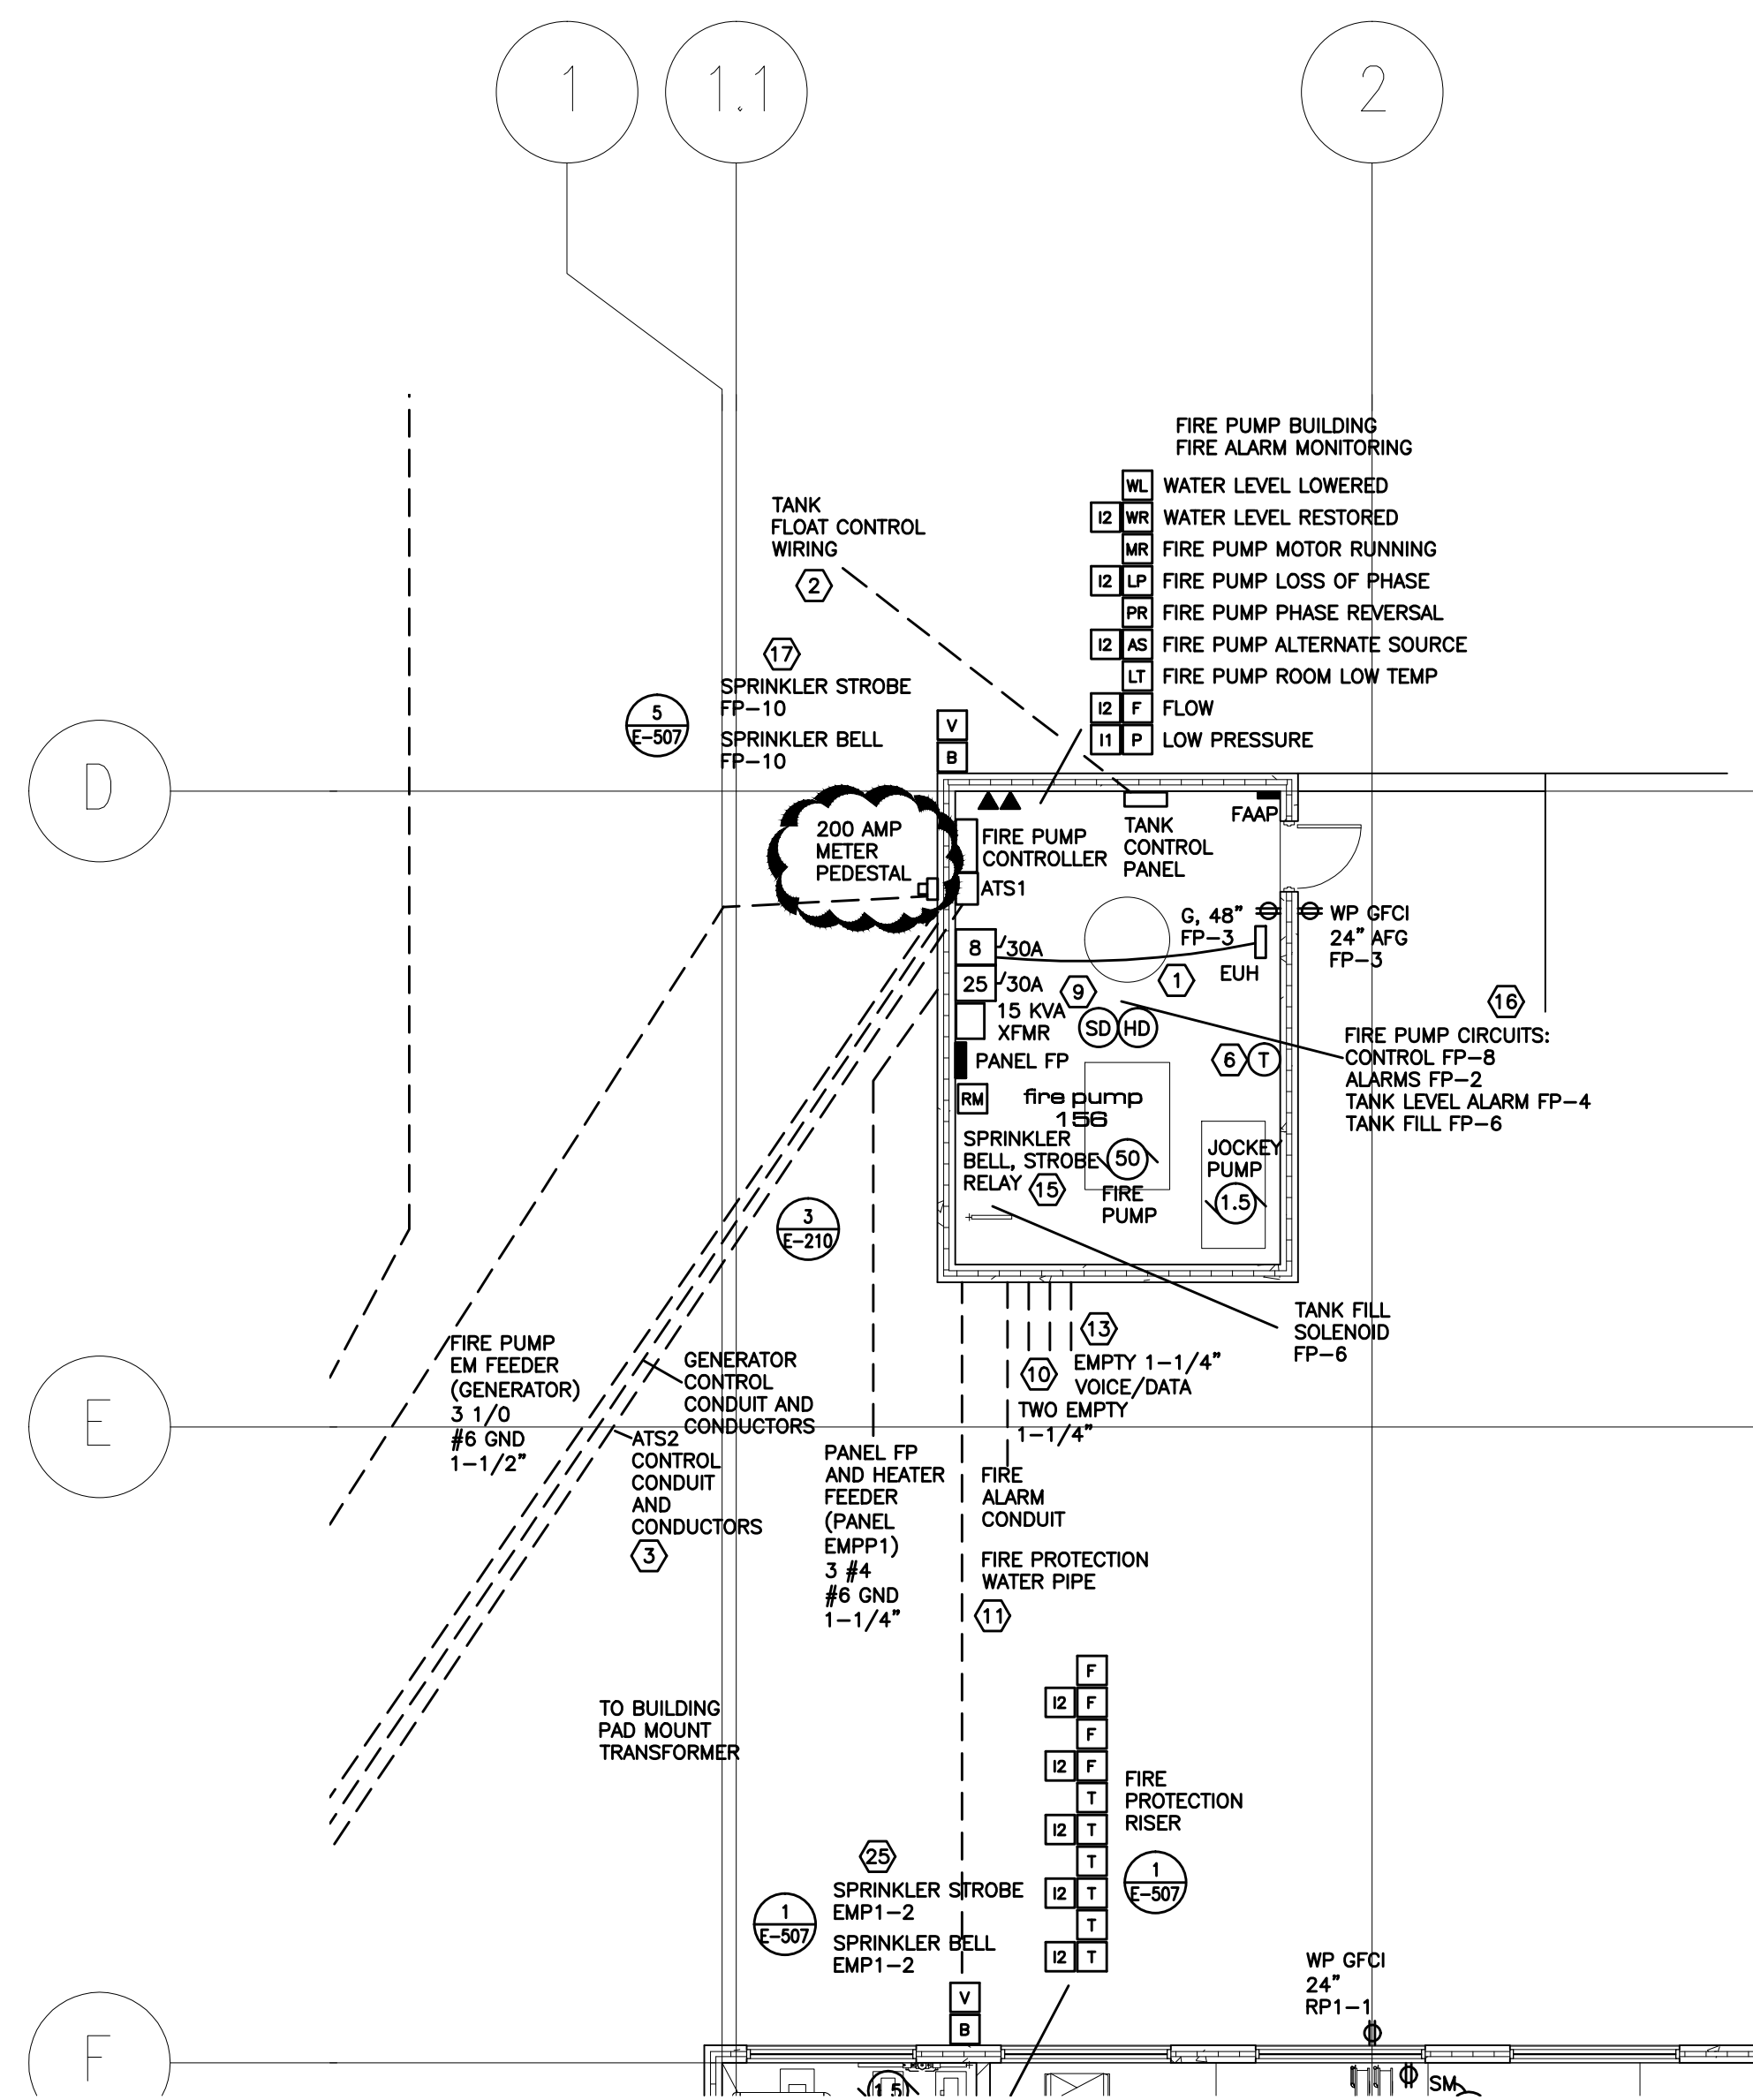 1
1.1
2
D
E
F
FIRE PUMP BUILDING
FIRE ALARM MONITORING
WL WATER LEVEL LOWERED
I2 WR WATER LEVEL RESTORED
MR FIRE PUMP MOTOR RUNNING
I2 LP FIRE PUMP LOSS OF PHASE
PR FIRE PUMP PHASE REVERSAL
I2 AS FIRE PUMP ALTERNATE SOURCE
LT FIRE PUMP ROOM LOW TEMP
I2 F FLOW
I1 P LOW PRESSURE
TANK
FLOAT CONTROL
WIRING
2
17
SPRINKLER STROBE
FP-10
SPRINKLER BELL
FP-10
5
E-507
V
B
200 AMP
METER
PEDESTAL
FIRE PUMP
CONTROLLER
ATS1
TANK
CONTROL
PANEL
FAAP
G, 48"
FP-3
WP GFCI
24" AFG
FP-3
EUH
8
30A
25
30A
9
1
15 KVA
XFMR
SD
HD
PANEL FP
6
T
RM
fire pump
156
16
FIRE PUMP CIRCUITS:
CONTROL FP-8
ALARMS FP-2
TANK LEVEL ALARM FP-4
TANK FILL FP-6
SPRINKLER
BELL, STROBE
RELAY
15
50
FIRE
PUMP
JOCKEY
PUMP
1.5
3
E-210
TANK FILL
SOLENOID
FP-6
13
EMPTY 1-1/4"
VOICE/DATA
10
TWO EMPTY
1-1/4"
FIRE PUMP
EM FEEDER
(GENERATOR)
3 1/0
#6 GND
1-1/2"
GENERATOR
CONTROL
CONDUIT AND
CONDUCTORS
ATS2
CONTROL
CONDUIT
AND
CONDUCTORS
3
PANEL FP
AND HEATER
FEEDER
(PANEL
EMPP1)
3 #4
#6 GND
1-1/4"
FIRE
ALARM
CONDUIT
FIRE PROTECTION
WATER PIPE
11
TO BUILDING
PAD MOUNT
TRANSFORMER
F
I2 F
F
I2 F
T
I2 T
T
I2 T
T
I2 T
FIRE
PROTECTION
RISER
1
E-507
25
SPRINKLER STROBE
EMP1-2
SPRINKLER BELL
EMP1-2
1
E-507
V
B
WP GFCI
24"
RP1-1
1.5
SM